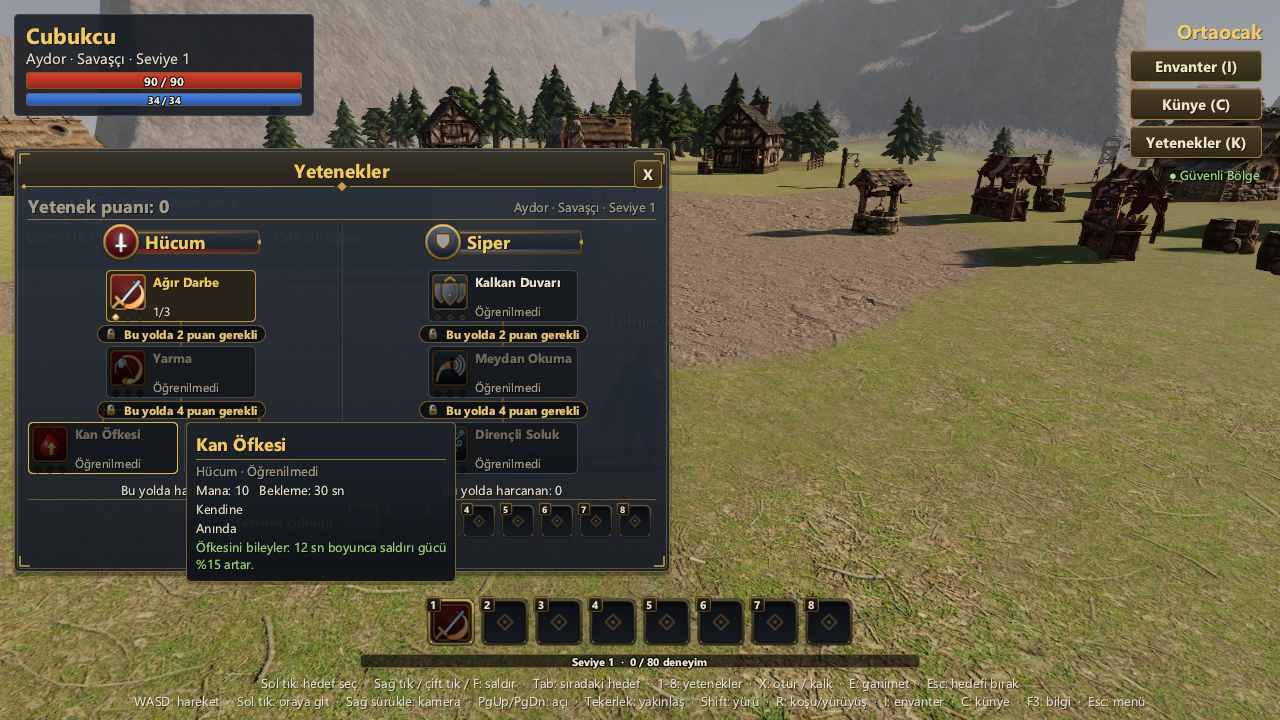 Cubukcu
Aydor · Savaşçı · Seviye 1
90 / 90
34 / 34
Ortaocak
Envanter (I)
Künye (C)
Yetenekler (K)
Güvenli Bölge
Yetenekler
X
Yetenek puanı: 0
Aydor · Savaşçı · Seviye 1
Hücum
Siper
Ağır Darbe
1/3
Kalkan Duvarı
Öğrenilmedi
Bu yolda 2 puan gerekli
Bu yolda 2 puan gerekli
Yarma
Öğrenilmedi
Meydan Okuma
Öğrenilmedi
Bu yolda 4 puan gerekli
Bu yolda 4 puan gerekli
Kan Öfkesi
Öğrenilmedi
Dirençli Soluk
Öğrenilmedi
Kan Öfkesi
Hücum · Öğrenilmedi
Mana: 10 Bekleme: 30 sn
Kendine
Anında
Öfkesini bileyler: 12 sn boyunca saldırı gücü
%15 artar.
Bu yolda ha
u yolda harcanan: 0
Yetenek çubuğu
4 5 6 7 8
1 2 3 4 5 6 7 8
Seviye 1 · 0 / 80 deneyim
Sol tık: hedef seç · Sağ tık / çift tık / F: saldır · Tab: sıradaki hedef · 1-8: yetenekler · X: otur / kalk · E: ganimet · Esc: hedefi bırak
WASD: hareket · Sol tık: oraya git · Sağ sürükle: kamera · PgUp/PgDn: açı · Tekerlek: yakınlaş · Shift: yürü · R: koşu/yürüyüş · I: envanter · C: künye · F3: bilgi · Esc: menü